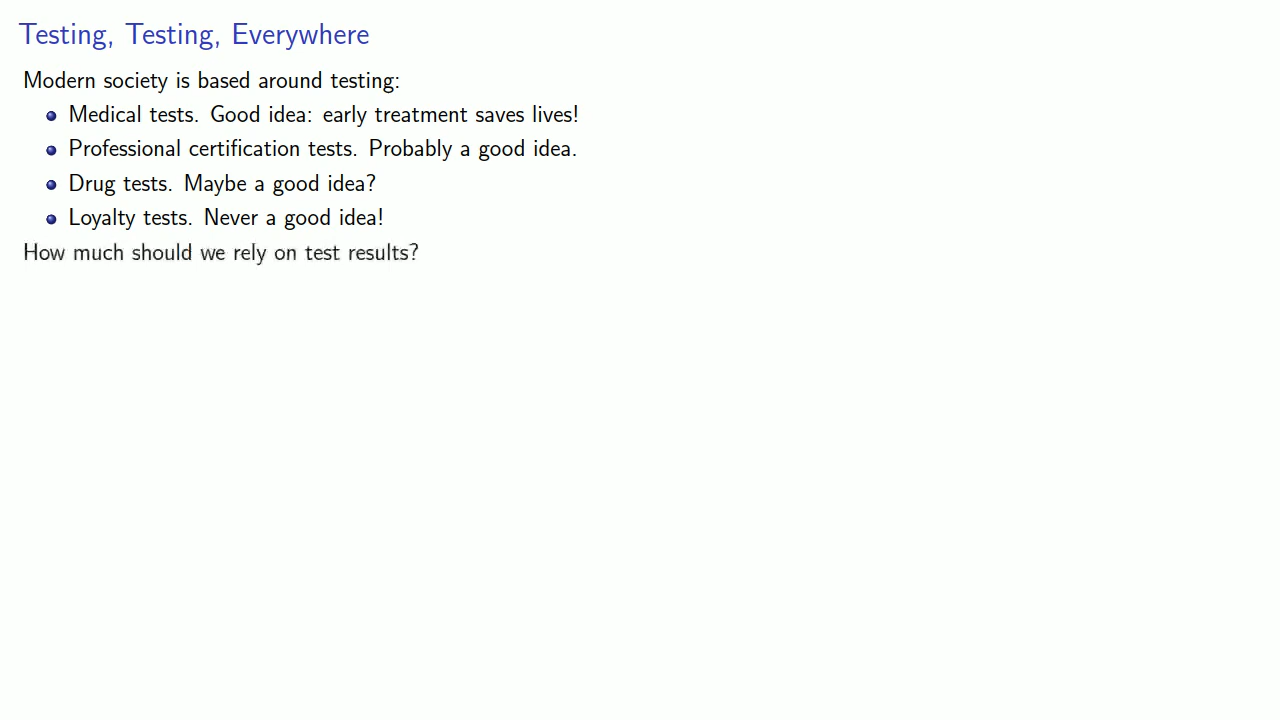 Testing, Testing, Everywhere
Modern society is based around testing:
Medical tests. Good idea: early treatment saves lives!
Professional certification tests. Probably a good idea.
Drug tests. Maybe a good idea?
Loyalty tests. Never a good idea!
How much should we rely on test results?